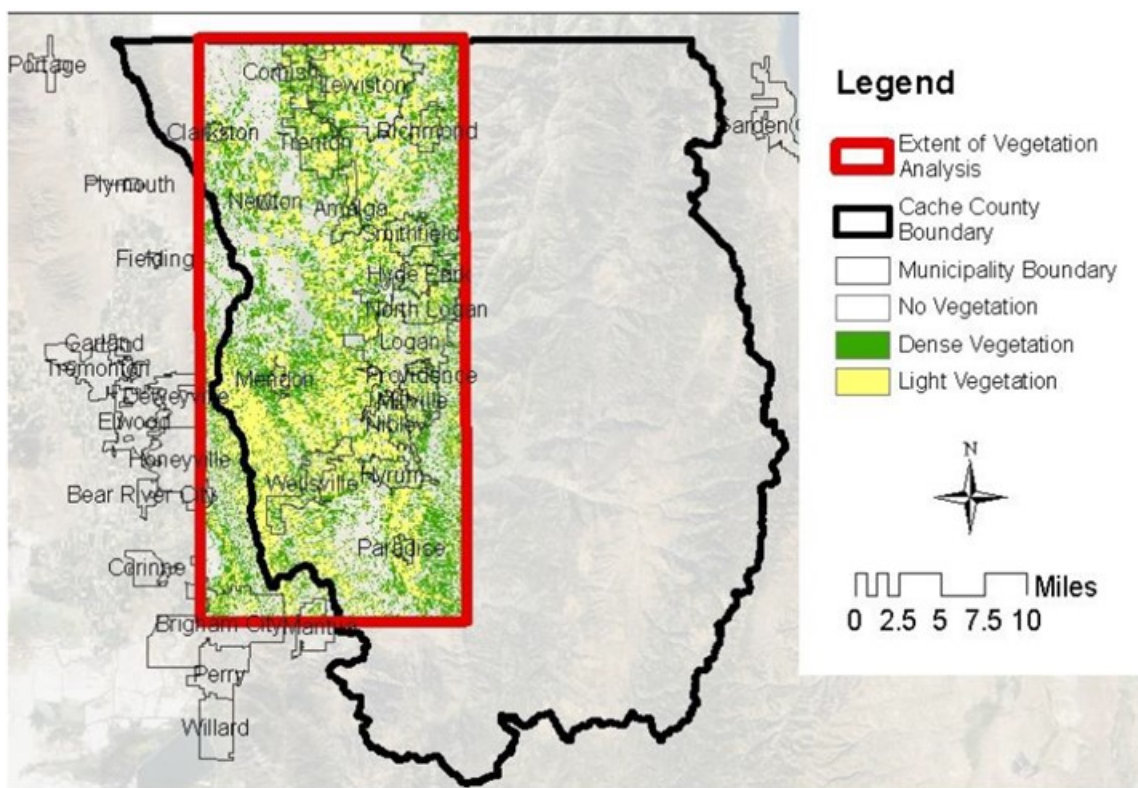 Portage
Cornish
Lewiston
Clarkston
Richmond
Trenton
Garden C
Plymouth
Newton
Amalga
Smithfield
Fielding
Hyde Park
North Logan
Garland
Logan
Tremonton
Mendon
Providence
Deweyville
Millville
Elwood
Nibley
Honeyville
Hyrum
Wellsville
Bear River City
Paradise
Corinne
Brigham City
Mantua
Perry
Willard
Legend
Extent of Vegetation
Analysis
Cache County
Boundary
Municipality Boundary
No Vegetation
Dense Vegetation
Light Vegetation
N
Miles
0 2.5 5 7.5 10